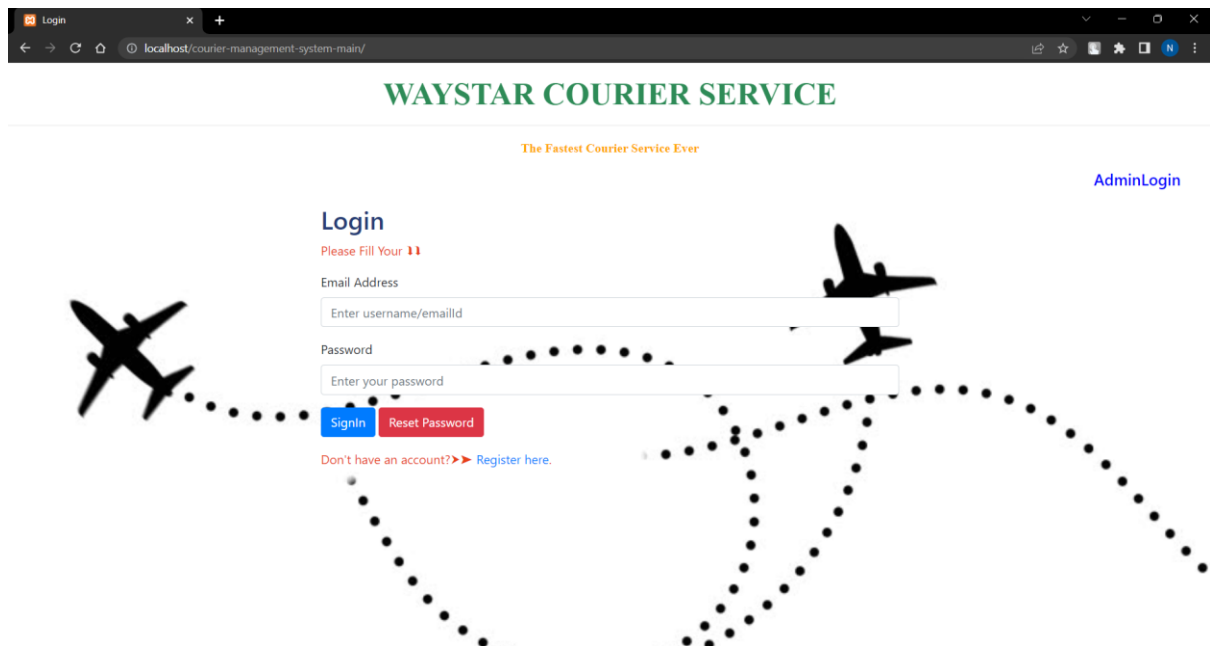 Login
localhost/courier-management-system-main/
N
WAYSTAR COURIER SERVICE
The Fastest Courier Service Ever
AdminLogin
Login
Please Fill Your
Email Address
Enter username/emailId
Password
Enter your password
SignIn Reset Password
Don't have an account?➤➤ Register here.